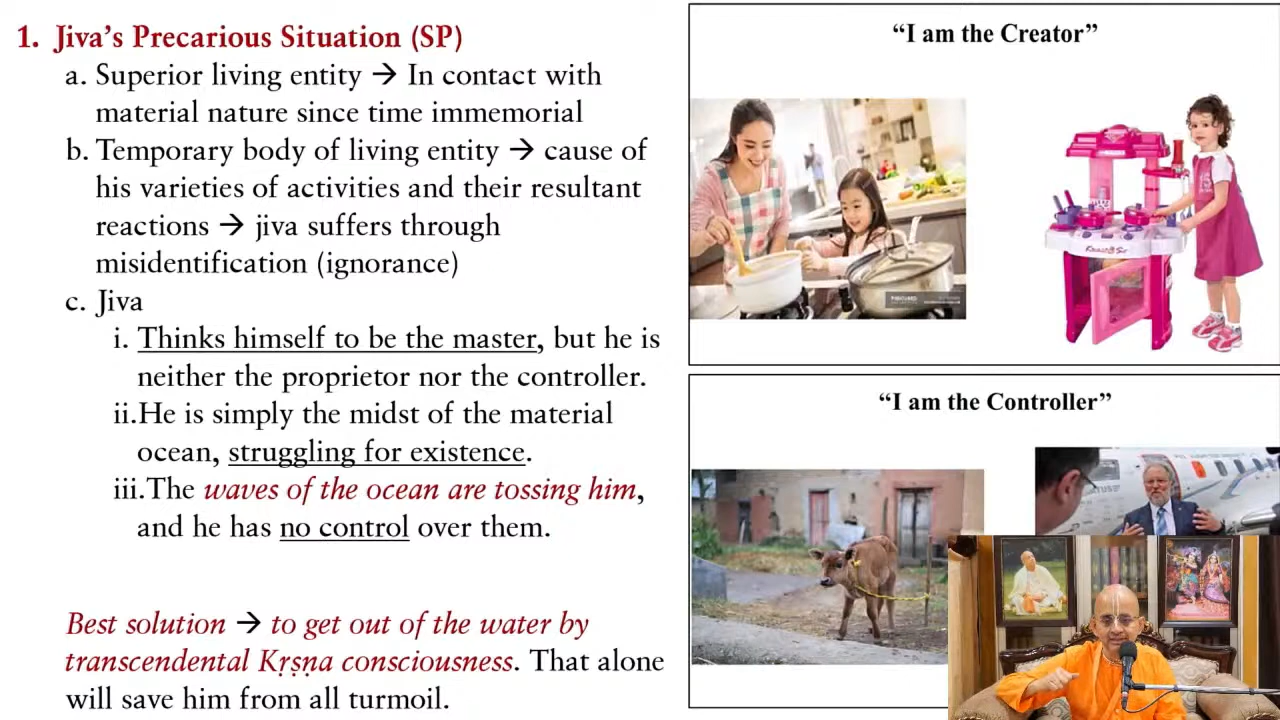 1. Jiva's Precarious Situation (SP)
a. Superior living entity → In contact with
material nature since time immemorial
b. Temporary body of living entity → cause of
his varieties of activities and their resultant
reactions → jiva suffers through
misidentification (ignorance)
c. Jiva
i. Thinks himself to be the master, but he is
neither the proprietor nor the controller.
ii.He is simply the midst of the material
ocean, struggling for existence.
iii.The waves of the ocean are tossing him,
and he has no control over them.
Best solution → to get out of the water by
transcendental Kṛṣṇa consciousness. That alone
will save him from all turmoil.
“I am the Creator”
“I am the Controller”